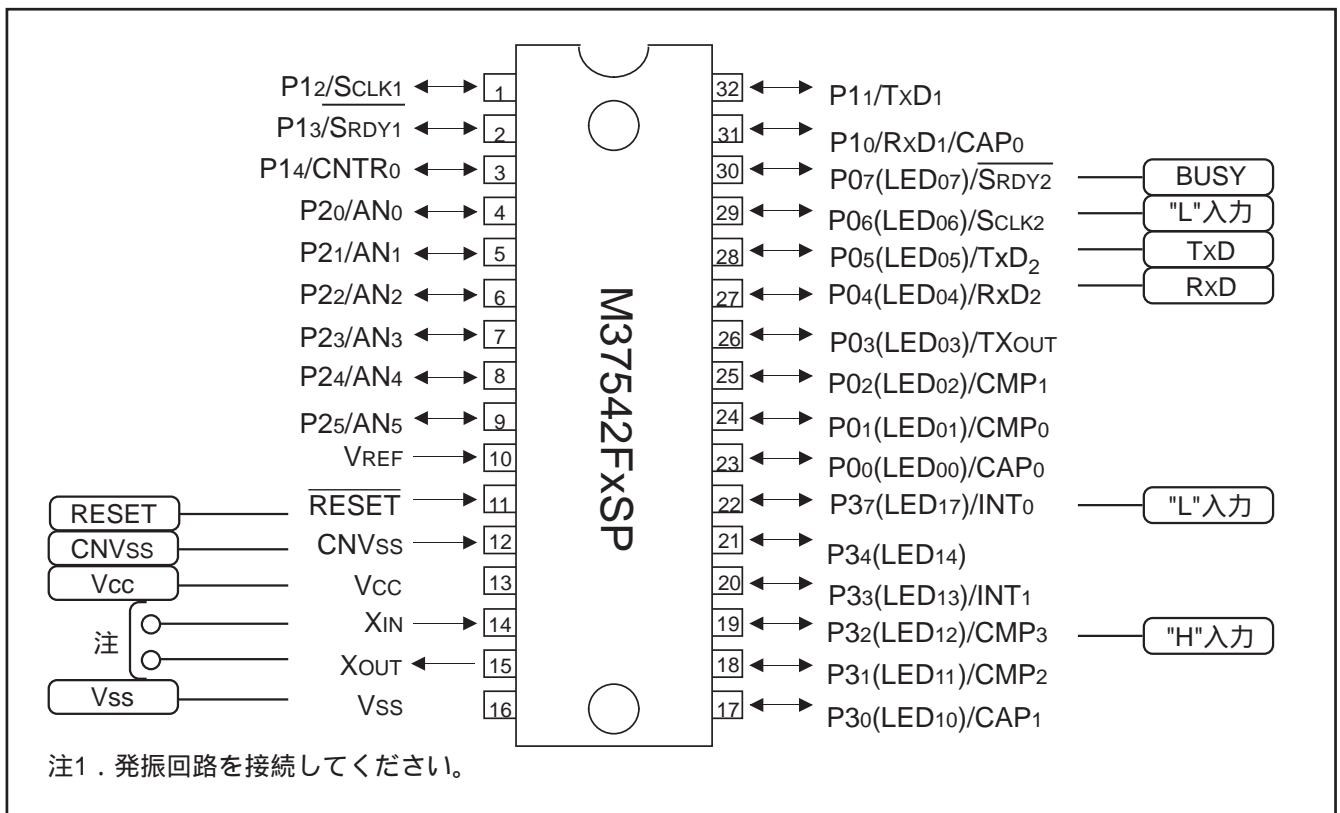 P12/SCLK1 1 32 P11/TXD1
P13/SRDY1 2 31 P10/RXD1/CAP0
P14/CNTR0 3 30 P07(LED07)/SRDY2 BUSY
P20/AN0 4 29 P06(LED06)/SCLK2 "L"入力
P21/AN1 5 28 P05(LED05)/TxD2 TXD
P22/AN2 6 27 P04(LED04)/RxD2 RXD
P23/AN3 7 26 P03(LED03)/TXOUT
P24/AN4 8 25 P02(LED02)/CMP1
P25/AN5 9 24 P01(LED01)/CMP0
VREF 10 23 P00(LED00)/CAP0
RESET RESET 11 22 P37(LED17)/INT0 "L"入力
CNVSS CNVSS 12 21 P34(LED14)
Vcc VCC 13 20 P33(LED13)/INT1
XIN 14 19 P32(LED12)/CMP3 "H"入力
注
XOUT 15 18 P31(LED11)/CMP2
Vss VSS 16 17 P30(LED10)/CAP1
M37542FxSP
注1．発振回路を接続してください。